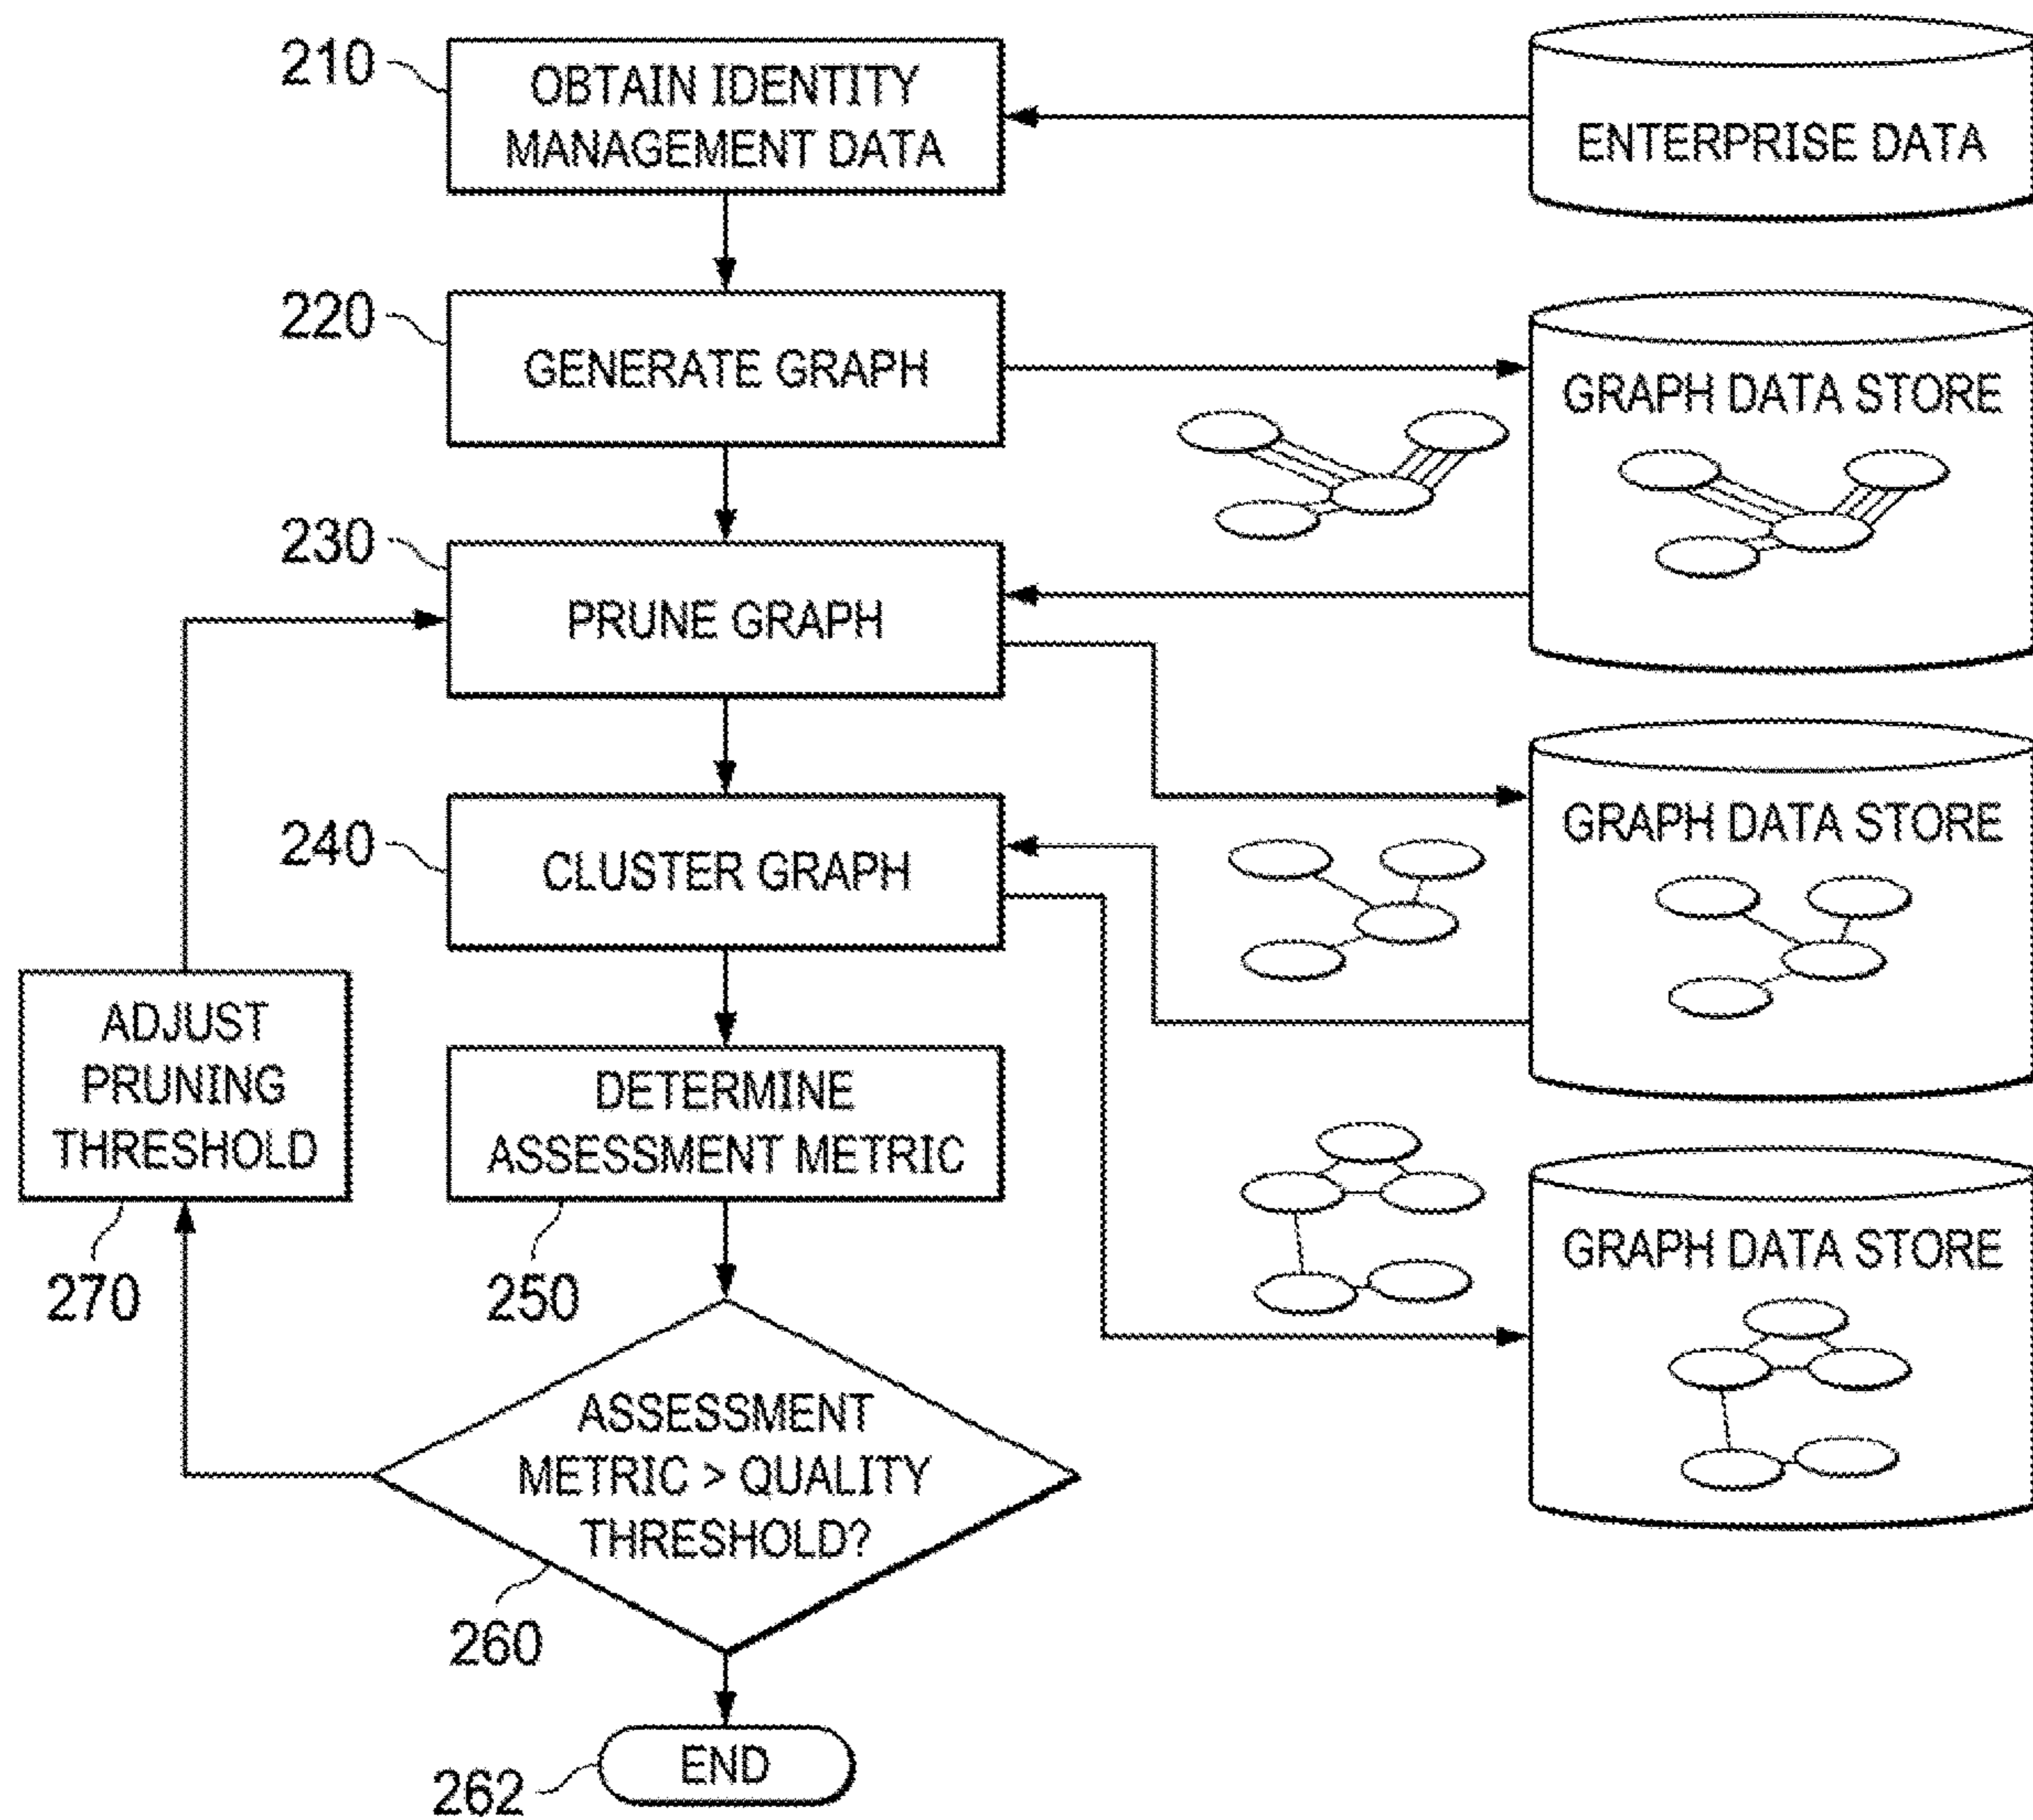 210
OBTAIN IDENTITY
MANAGEMENT DATA
ENTERPRISE DATA
220
GENERATE GRAPH
GRAPH DATA STORE
230
PRUNE GRAPH
240
CLUSTER GRAPH
GRAPH DATA STORE
ADJUST
PRUNING
THRESHOLD
270
DETERMINE
ASSESSMENT METRIC
250
GRAPH DATA STORE
ASSESSMENT
METRIC > QUALITY
THRESHOLD?
260
END
262